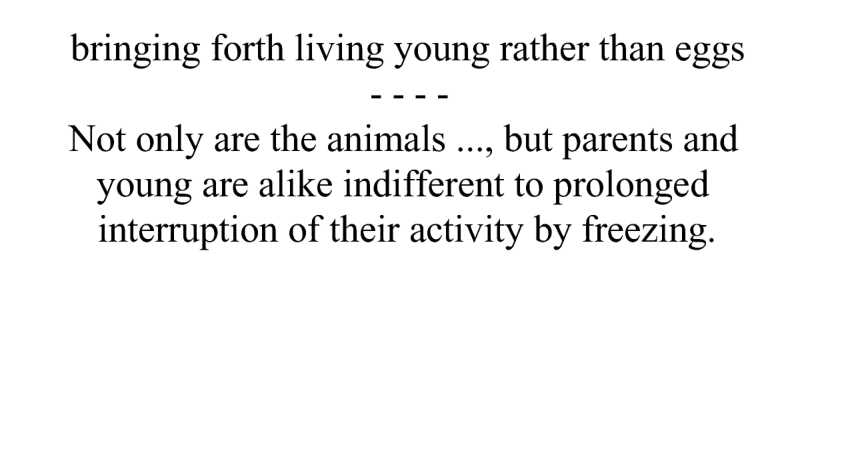 bringing forth living young rather than eggs
- - - -
Not only are the animals ..., but parents and
young are alike indifferent to prolonged
interruption of their activity by freezing.